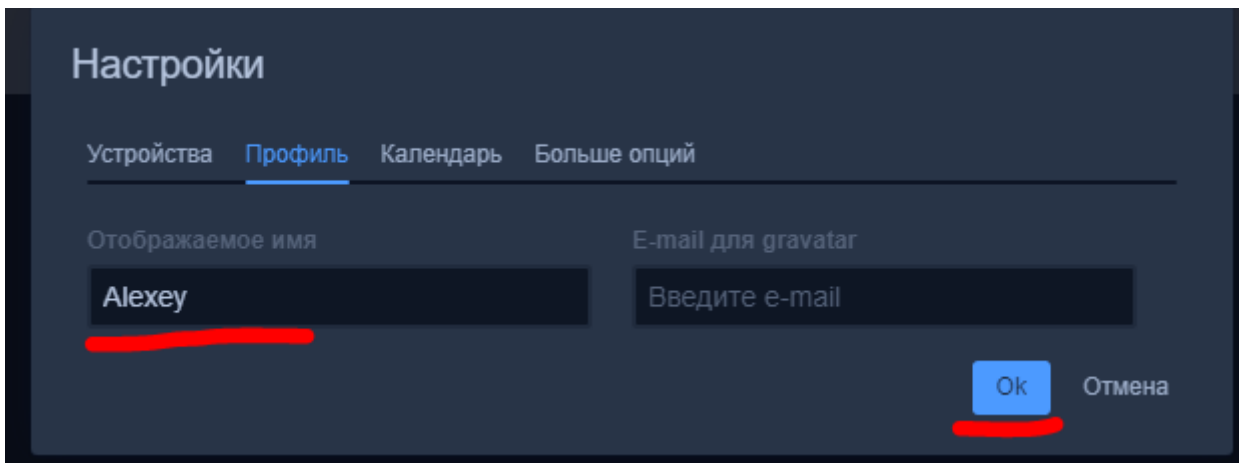 Настройки
Устройства Профиль Календарь Больше опций
Отображаемое имя E-mail для gravatar
Alexey Введите e-mail
Ok Отмена